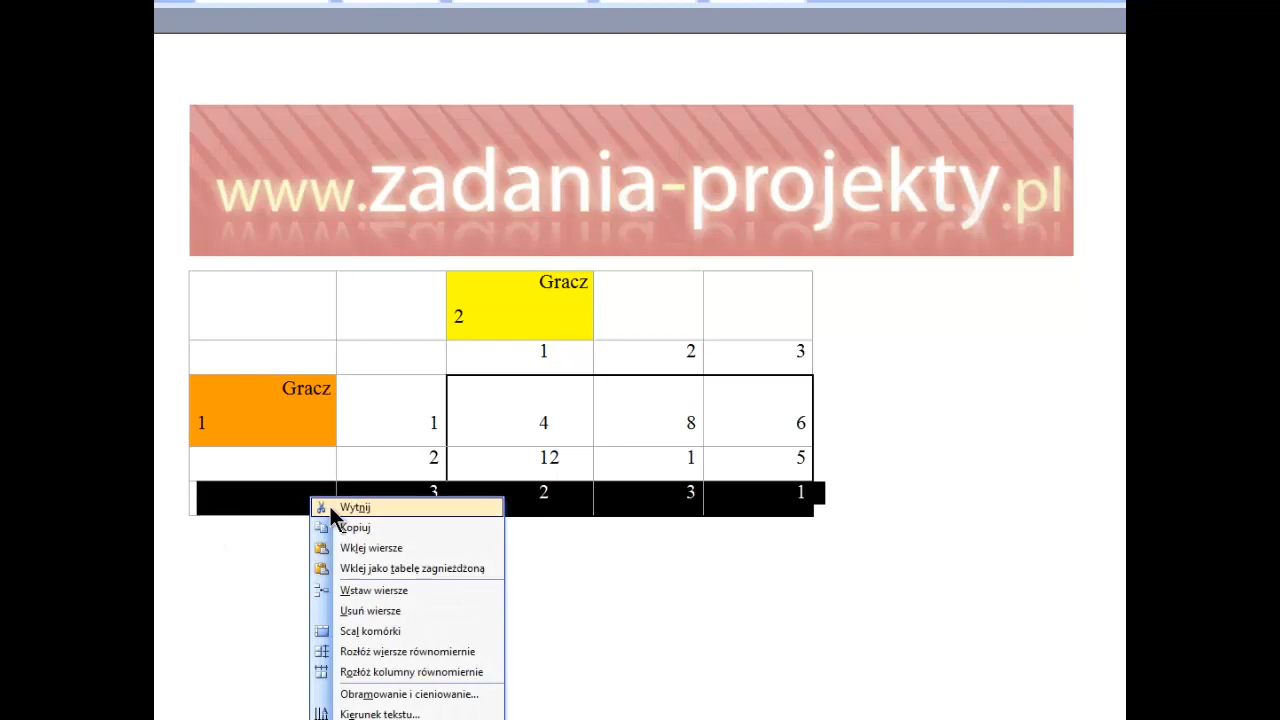 www.zadania-projekty.pl
Gracz
2
1 2 3
Gracz
1 1 4 8 6
2 12 1 5
3 2 3 1
Wytnij
Kopiuj
Wklej wiersze
Wklej jako tabelę zagnieżdżoną
Wstaw wiersze
Usuń wiersze
Scal komórki
Rozłóż wiersze równomiernie
Rozłóż kolumny równomiernie
Obramowanie i cieniowanie...
Kierunek tekstu...